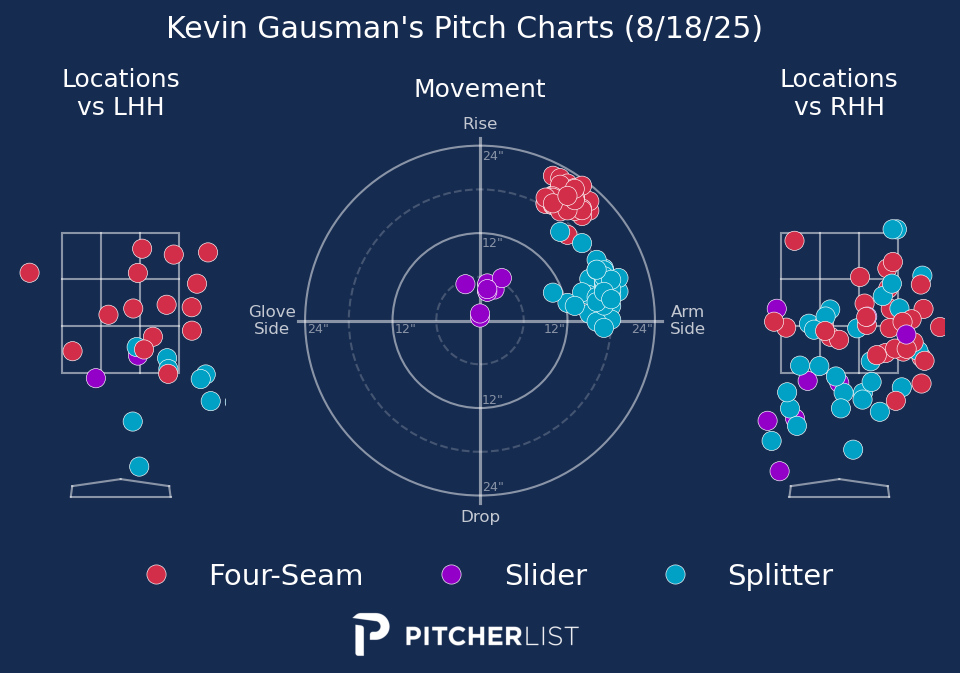 Kevin Gausman's Pitch Charts (8/18/25)
Locations
vs LHH
Movement
Locations
vs RHH
Rise
24"
12"
Glove
Side
24"
12"
12"
24"
Arm
Side
12"
24"
Drop
Four-Seam
Slider
Splitter
PITCHERLIST